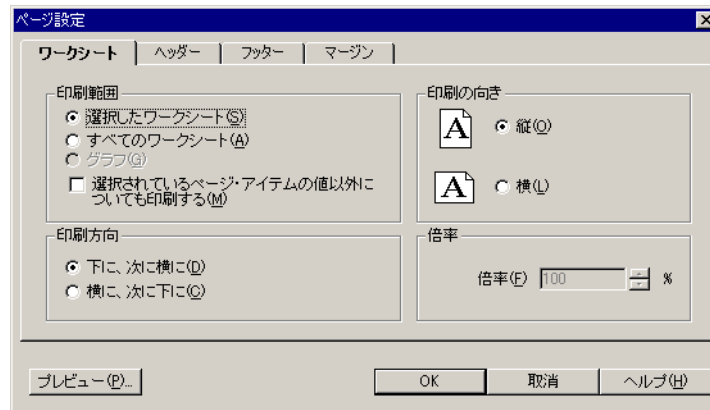 ページ設定
ワークシート ヘッダー フッター マージン
印刷範囲
選択したワークシート(S)
すべてのワークシート(A)
グラフ(G)
選択されているページ・アイテムの値以外に
ついても印刷する(M)
印刷の向き
A 縦(O)
A 横(L)
印刷方向
下に、次に横に(D)
横に、次に下に(C)
倍率
倍率(F) 100 %
プレビュー(P)... OK 取消 ヘルプ(H)